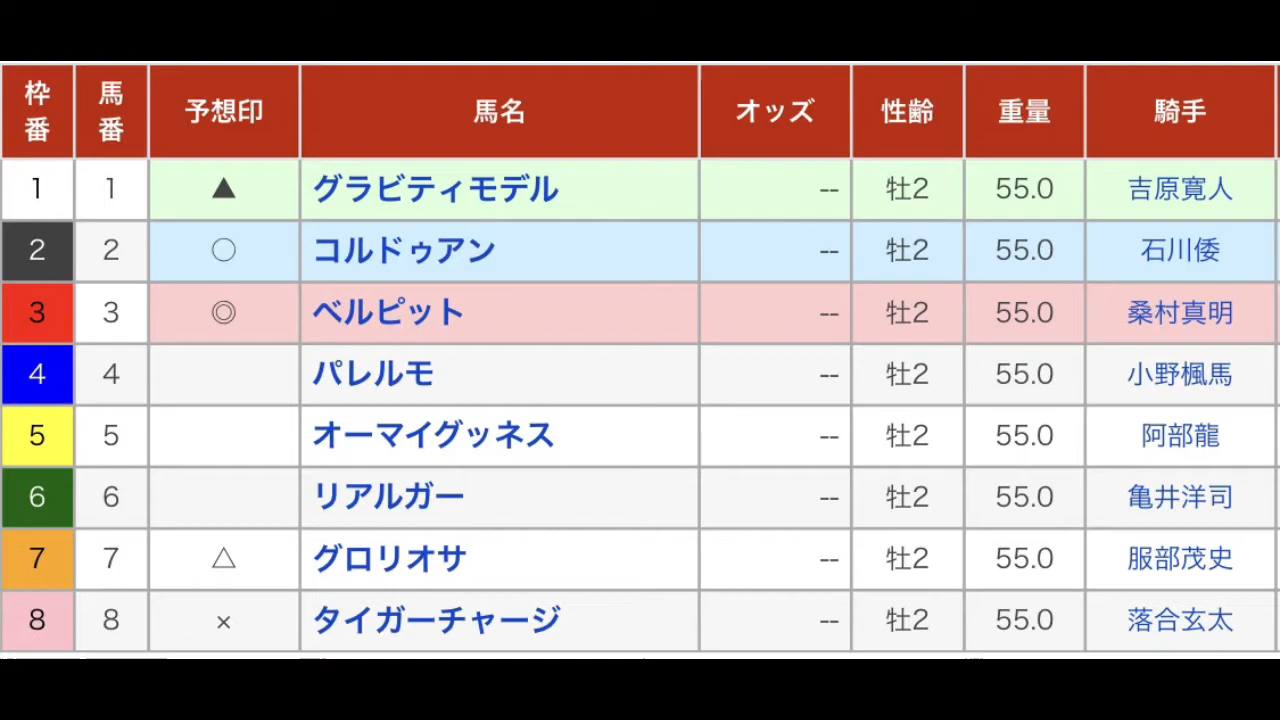 枠番 馬番 予想印 馬名 オッズ 性齢 重量 騎手
1 1 ▲ グラビティモデル -- 牡2 55.0 吉原寛人
2 2 ○ コルドゥアン -- 牡2 55.0 石川倭
3 3 ◎ ベルピット -- 牡2 55.0 桑村真明
4 4 パレルモ -- 牡2 55.0 小野楓馬
5 5 オーマイグッネス -- 牡2 55.0 阿部龍
6 6 リアルガー -- 牡2 55.0 亀井洋司
7 7 △ グロリオサ -- 牡2 55.0 服部茂史
8 8 × タイガーチャージ -- 牡2 55.0 落合玄太